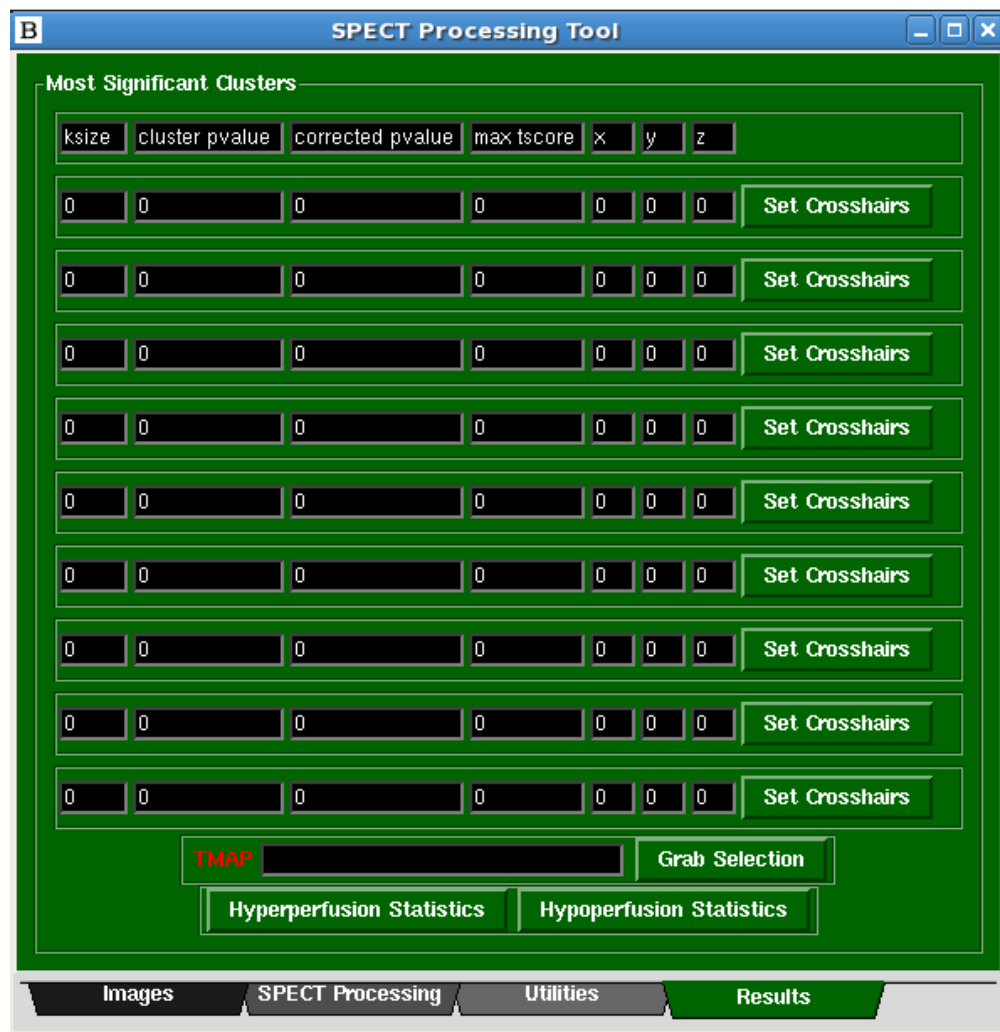 B SPECT Processing Tool
Most Significant Clusters
ksize cluster pvalue corrected pvalue max tscore x y z
0 0 0 0 0 0 0 Set Crosshairs
0 0 0 0 0 0 0 Set Crosshairs
0 0 0 0 0 0 0 Set Crosshairs
0 0 0 0 0 0 0 Set Crosshairs
0 0 0 0 0 0 0 Set Crosshairs
0 0 0 0 0 0 0 Set Crosshairs
0 0 0 0 0 0 0 Set Crosshairs
0 0 0 0 0 0 0 Set Crosshairs
0 0 0 0 0 0 0 Set Crosshairs
TMAP Grab Selection
Hyperperfusion Statistics Hypoperfusion Statistics
Images SPECT Processing Utilities Results